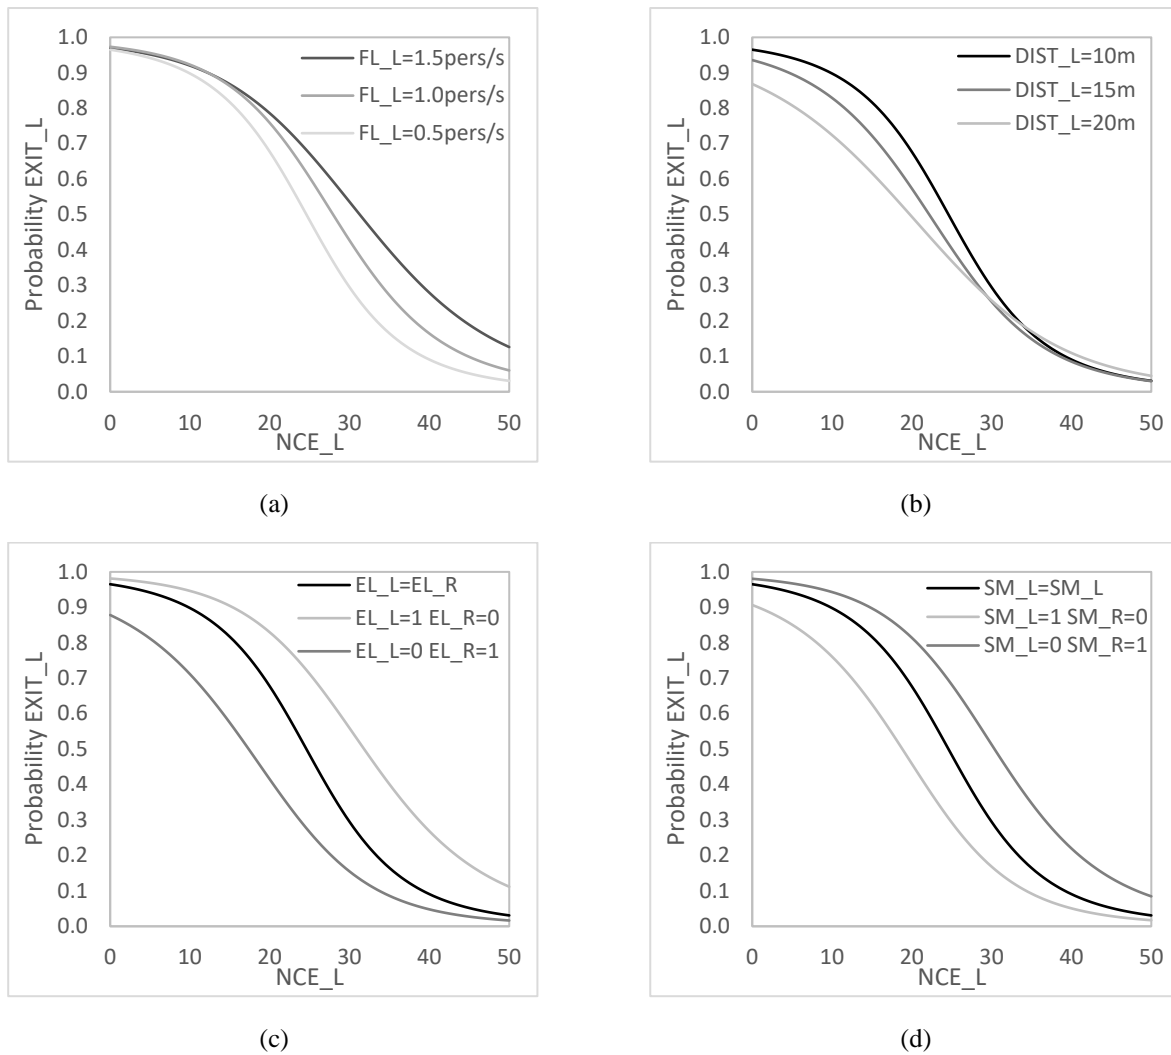 1.0
0.9
0.8
0.7
0.6
0.5
0.4
0.3
0.2
0.1
0.0
Probability EXIT_L
FL_L=1.5pers/s
FL_L=1.0pers/s
FL_L=0.5pers/s
0 10 20 30 40 50
NCE_L
(a)
1.0
0.9
0.8
0.7
0.6
0.5
0.4
0.3
0.2
0.1
0.0
Probability EXIT_L
DIST_L=10m
DIST_L=15m
DIST_L=20m
0 10 20 30 40 50
NCE_L
(b)
1.0
0.9
0.8
0.7
0.6
0.5
0.4
0.3
0.2
0.1
0.0
Probability EXIT_L
EL_L=EL_R
EL_L=1 EL_R=0
EL_L=0 EL_R=1
0 10 20 30 40 50
NCE_L
(c)
1.0
0.9
0.8
0.7
0.6
0.5
0.4
0.3
0.2
0.1
0.0
Probability EXIT_L
SM_L=SM_L
SM_L=1 SM_R=0
SM_L=0 SM_R=1
0 10 20 30 40 50
NCE_L
(d)